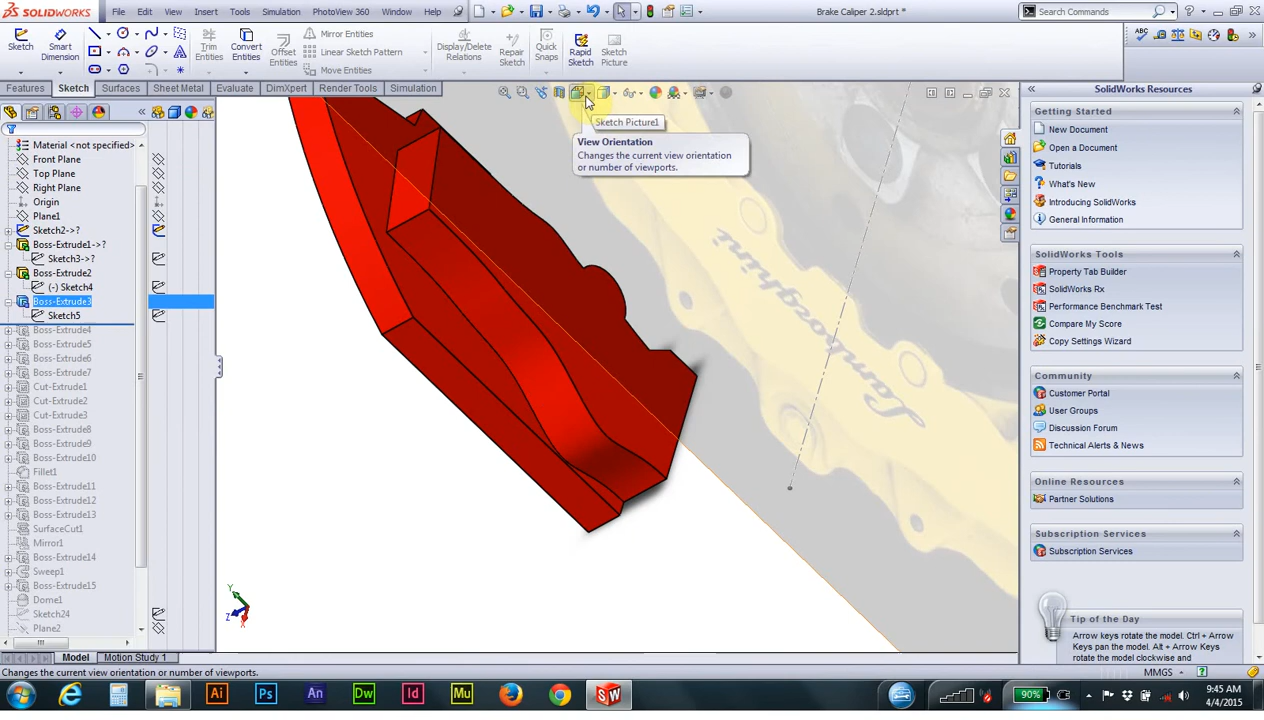 SOLIDWORKS
File
Edit
View
Insert
Tools
Simulation
PhotoView 360
Window
Help
Brake Caliper 2.sldprt *
Search Commands
Sketch
Smart Dimension
Trim Entities
Convert Entities
Offset Entities
Mirror Entities
Linear Sketch Pattern
Move Entities
Display/Delete Relations
Repair Sketch
Quick Snaps
Rapid Sketch
Sketch Picture
Features
Sketch
Surfaces
Sheet Metal
Evaluate
DimXpert
Render Tools
Simulation
Sketch Picture1
View Orientation
Changes the current view orientation
or number of viewports.
Material <not specified>
Front Plane
Top Plane
Right Plane
Origin
Plane1
Sketch2->?
Boss-Extrude1->?
Sketch3->?
Boss-Extrude2
(-) Sketch4
Boss-Extrude3
Sketch5
Boss-Extrude4
Boss-Extrude5
Boss-Extrude6
Boss-Extrude7
Cut-Extrude1
Cut-Extrude2
Cut-Extrude3
Boss-Extrude8
Boss-Extrude9
Boss-Extrude10
Fillet1
Boss-Extrude11
Boss-Extrude12
Boss-Extrude13
SurfaceCut1
Mirror1
Boss-Extrude14
Sweep1
Boss-Extrude15
Dome1
Sketch24
Plane2
Lamborghini
Y
Z
X
SolidWorks Resources
Getting Started
New Document
Open a Document
Tutorials
What's New
Introducing SolidWorks
General Information
SolidWorks Tools
Property Tab Builder
SolidWorks Rx
Performance Benchmark Test
Compare My Score
Copy Settings Wizard
Community
Customer Portal
User Groups
Discussion Forum
Technical Alerts & News
Online Resources
Partner Solutions
Subscription Services
Subscription Services
Tip of the Day
Arrow keys rotate the model. Ctrl + Arrow
Keys pan the model. Alt + Arrow Keys
rotate the model clockwise and
Model
Motion Study 1
Changes the current view orientation or number of viewports.
MMGS
Ai
Ps
An
Dw
Id
Mu
SW
90%
9:45 AM
4/4/2015